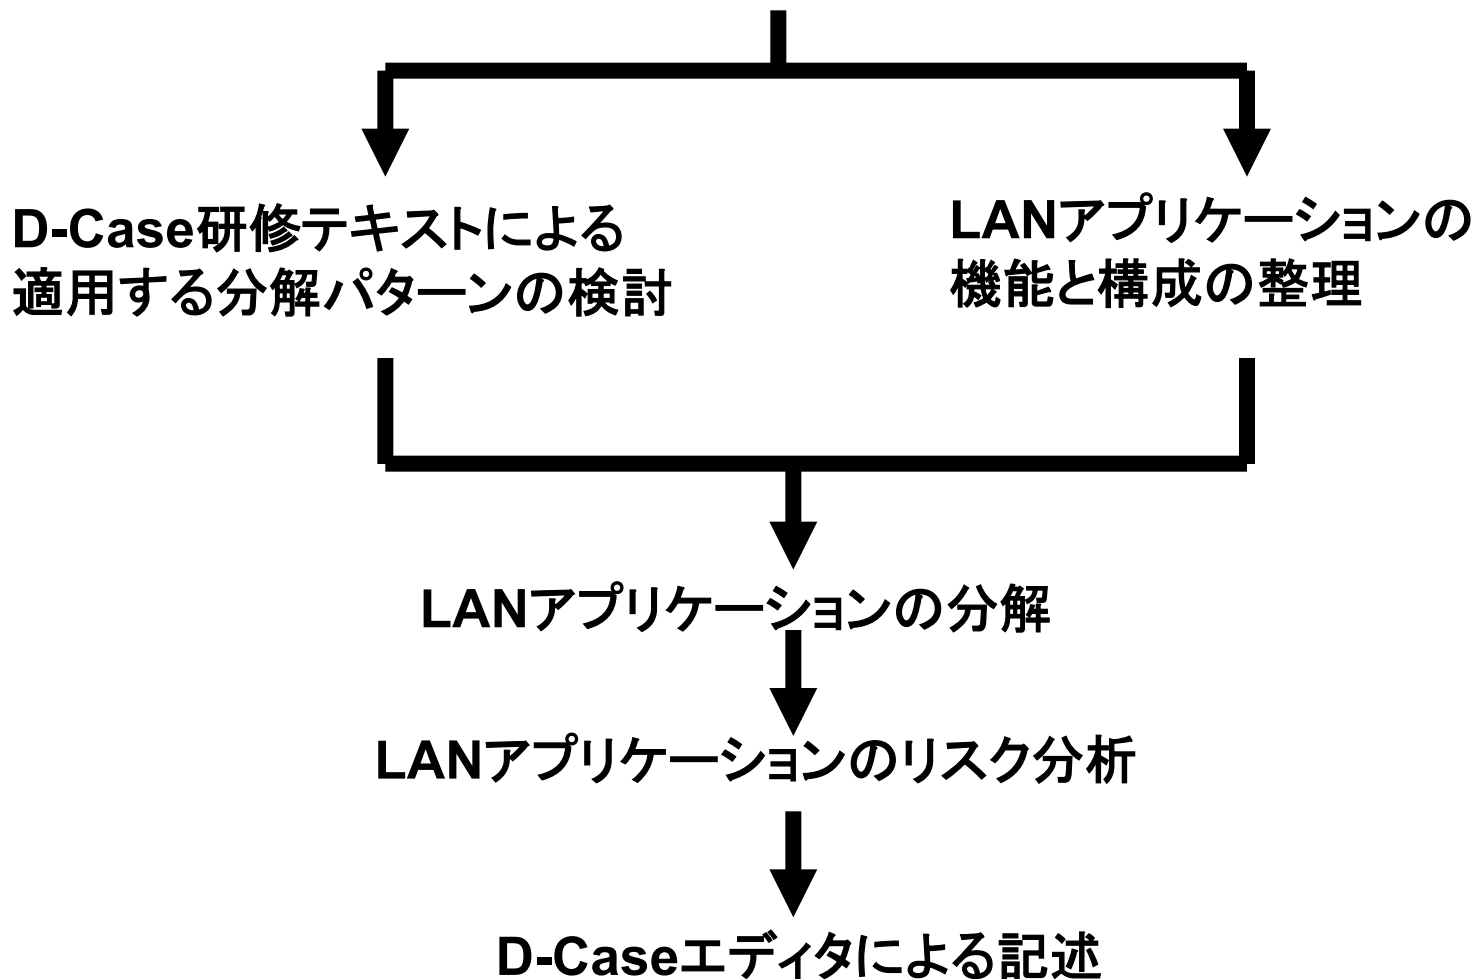 D-Case研修テキストによる
適用する分解パターンの検討
LANアプリケーションの
機能と構成の整理
LANアプリケーションの分解
LANアプリケーションのリスク分析
D-Caseエディタによる記述